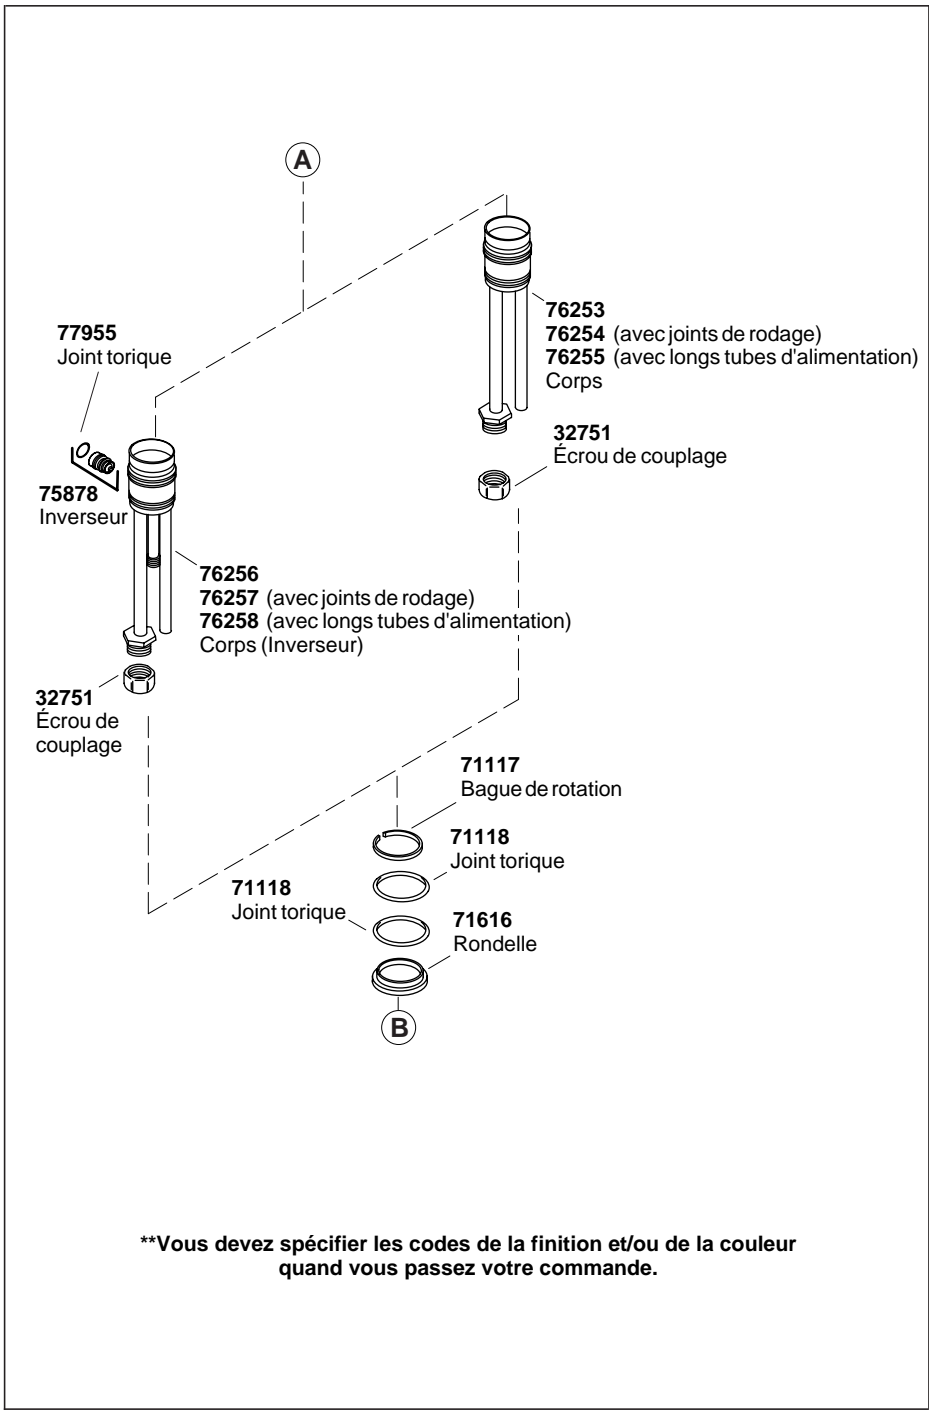 A
76253
76254 (avec joints de rodage)
76255 (avec longs tubes d'alimentation)
Corps
77955
Joint torique
32751
Écrou de couplage
75878
Inverseur
76256
76257 (avec joints de rodage)
76258 (avec longs tubes d'alimentation)
Corps (Inverseur)
32751
Écrou de
couplage
71117
Bague de rotation
71118
Joint torique
71118
Joint torique
71616
Rondelle
B
**Vous devez spécifier les codes de la finition et/ou de la couleur
quand vous passez votre commande.